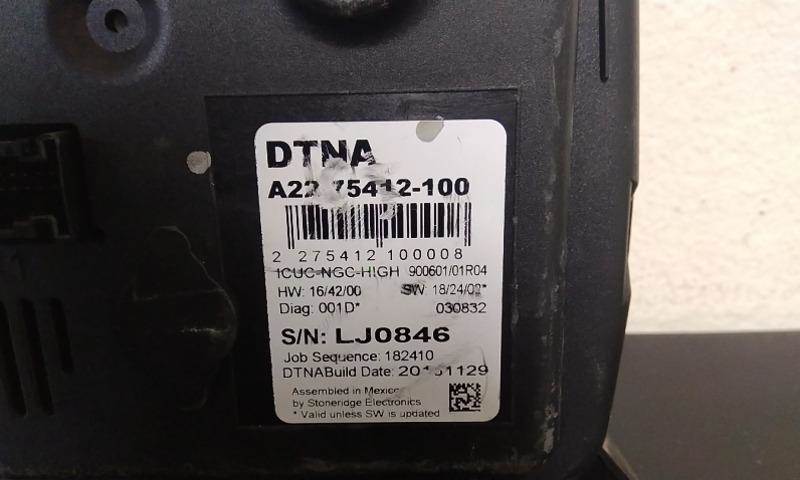 DTNA
A22-75412-100
2 275412 100008
ICUC-NGC-HIGH 900601/01R04
HW: 16/42/00 SW: 18/24/02*
Diag: 001D* 030832
S/N: LJ0846
Job Sequence: 182410
DTNABuild Date:
Assembled in Mexico
by Stoneridge Electronics
* Valid unless SW is updated